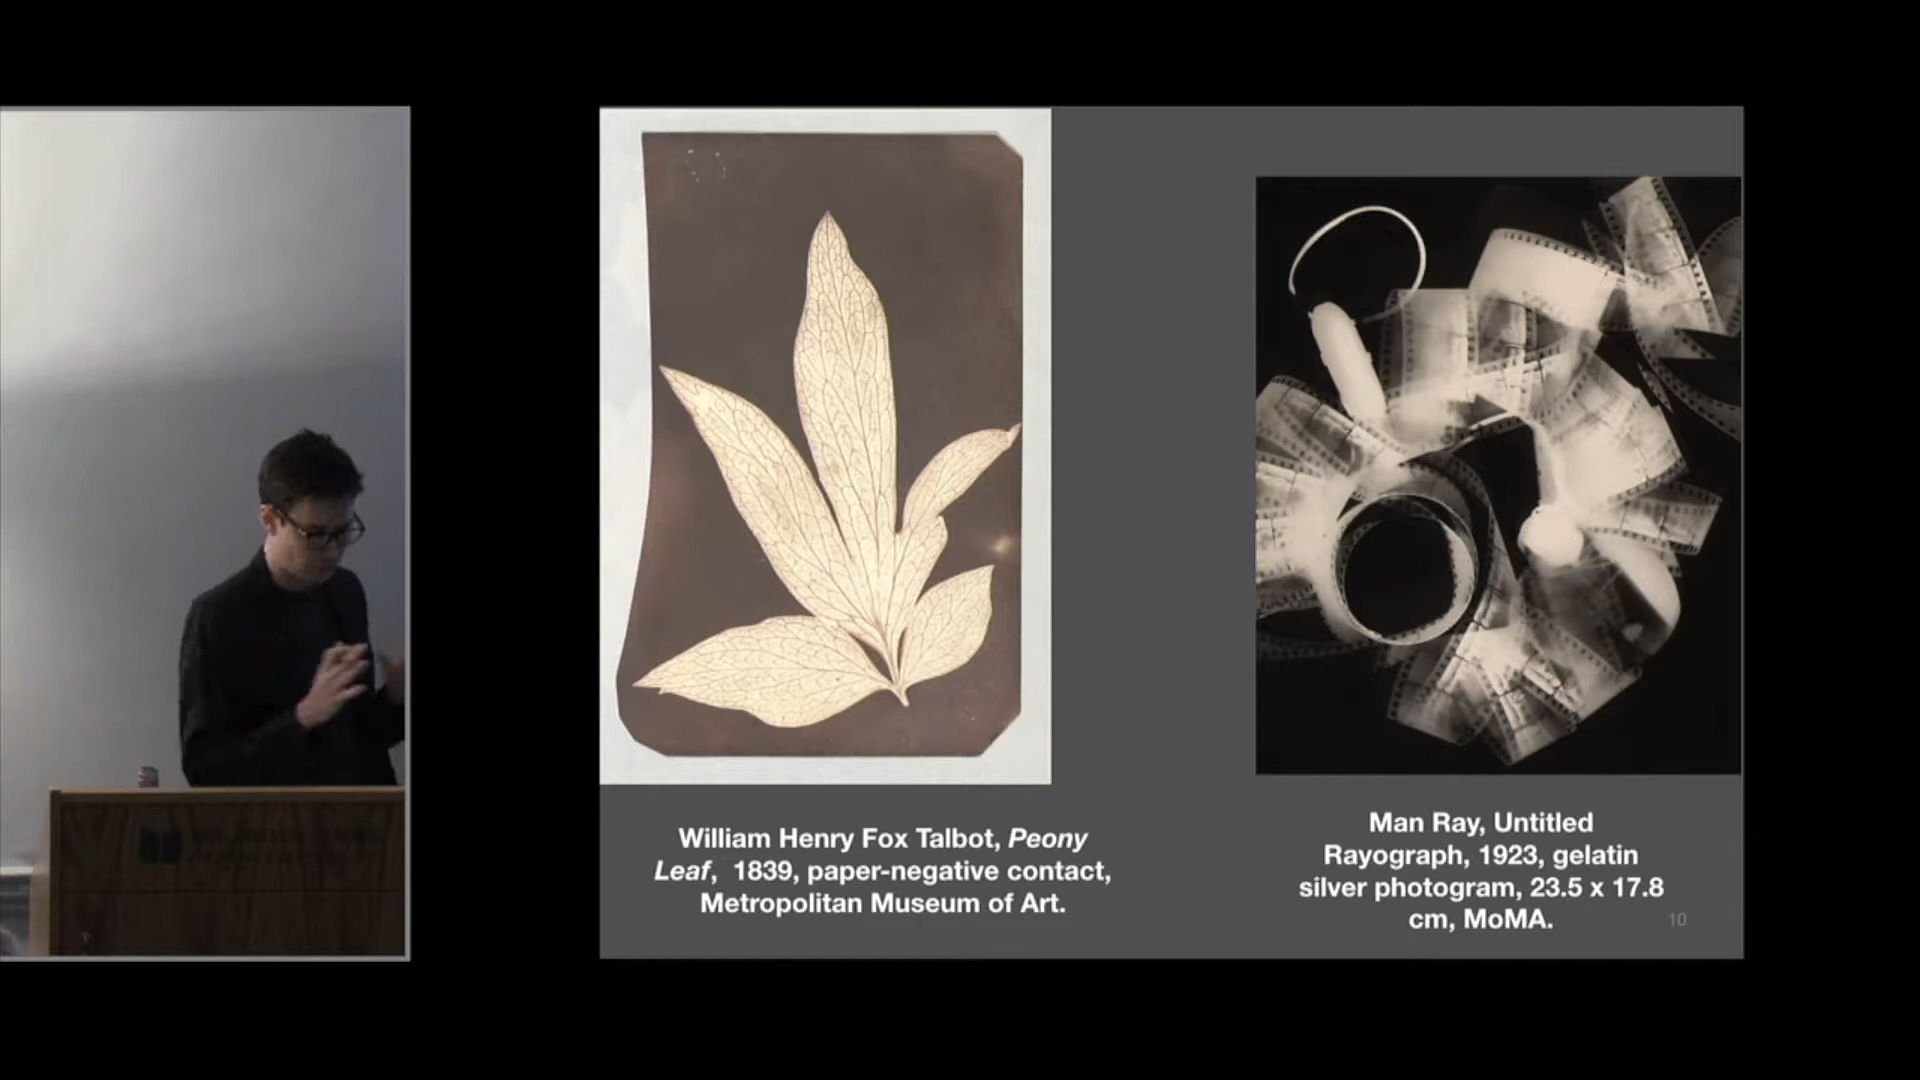 William Henry Fox Talbot, Peony
Leaf, 1839, paper-negative contact,
Metropolitan Museum of Art.
Man Ray, Untitled
Rayograph, 1923, gelatin
silver photogram, 23.5 x 17.8
cm, MoMA.
10